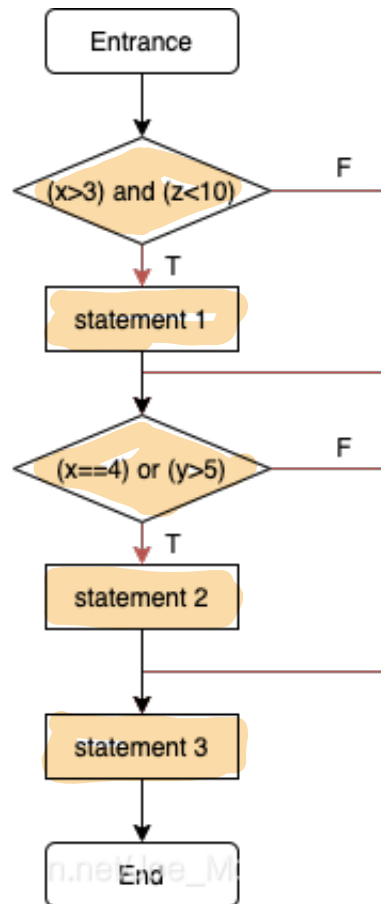 Entrance
(x>3) and (z<10)
F
T
statement 1
(x==4) or (y>5)
F
T
statement 2
statement 3
End